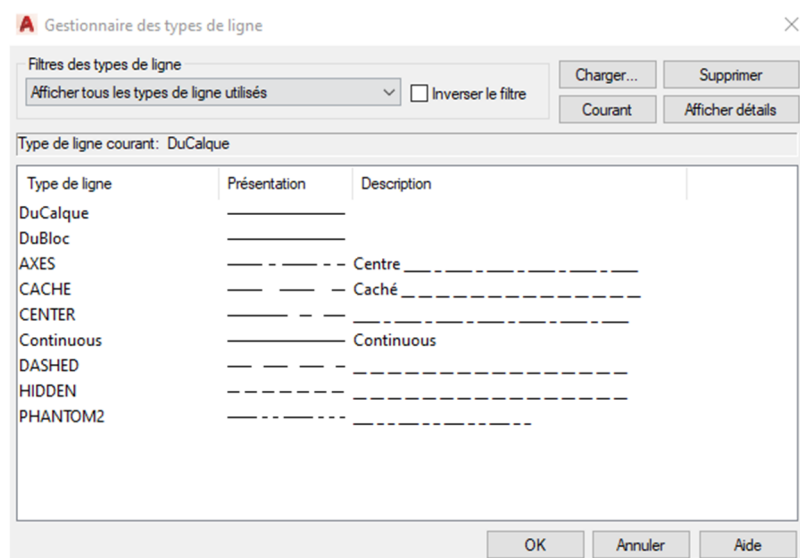 Gestionnaire des types de ligne
Filtres des types de ligne
Afficher tous les types de ligne utilisés
Inverser le filtre
Charger...
Supprimer
Courant
Afficher détails
Type de ligne courant: DuCalque
Type de ligne Présentation Description
DuCalque
DuBloc
AXES Centre
CACHE Caché
CENTER
Continuous Continuous
DASHED
HIDDEN
PHANTOM2
OK Annuler Aide